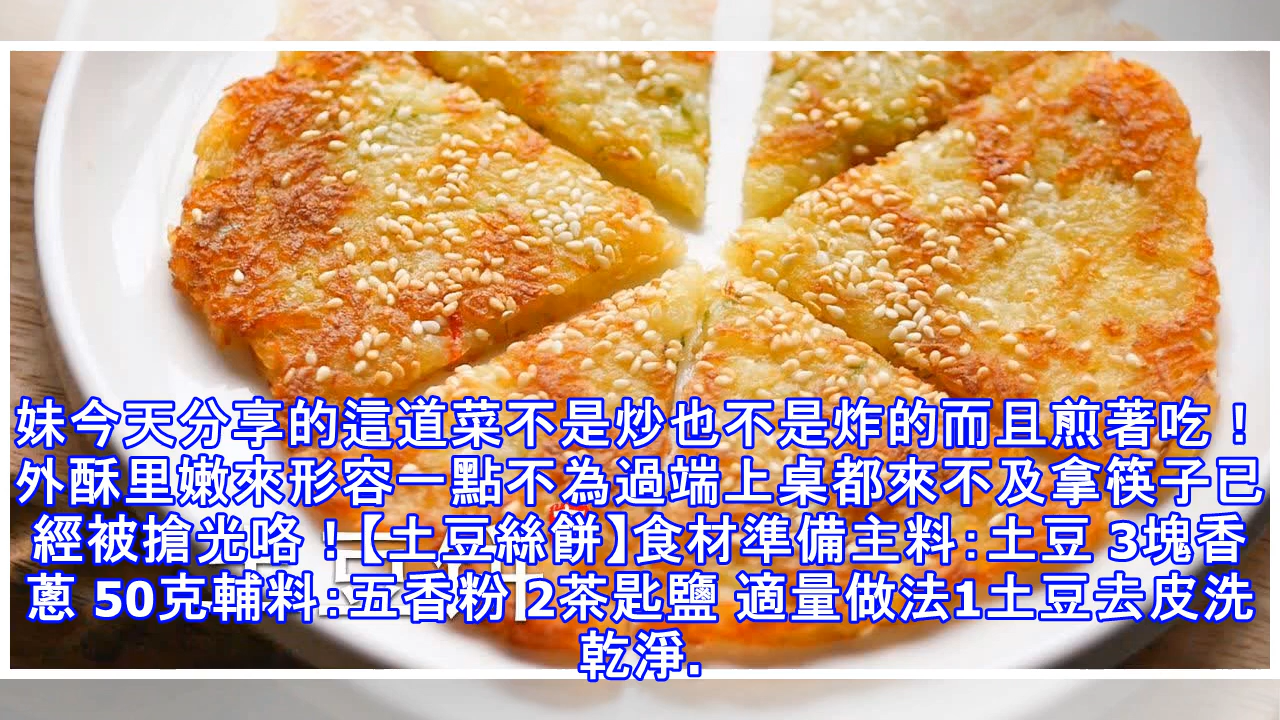 妹今天分享的這道菜不是炒也不是炸的而且煎著吃！
外酥里嫩來形容一點不為過端上桌都來不及拿筷子已
經被搶光咯！【土豆絲餅】食材準備主料:土豆 3塊香
蔥 50克輔料:五香粉 2茶匙鹽 適量做法1土豆去皮洗
乾淨.